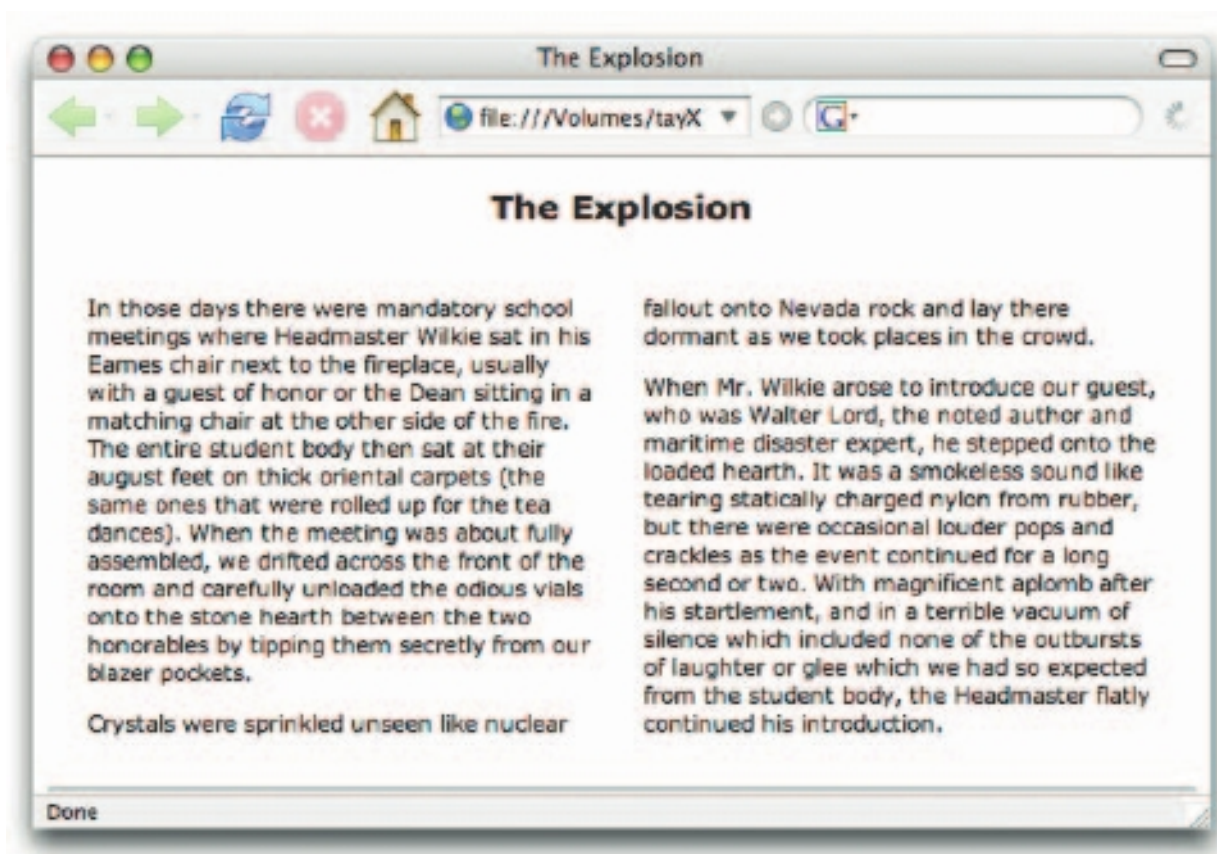 The Explosion
file:///Volumes/tayX
G
The Explosion
In those days there were mandatory school
meetings where Headmaster Wilkie sat in his
Eames chair next to the fireplace, usually
with a guest of honor or the Dean sitting in a
matching chair at the other side of the fire.
The entire student body then sat at their
august feet on thick oriental carpets (the
same ones that were rolled up for the tea
dances). When the meeting was about fully
assembled, we drifted across the front of the
room and carefully unloaded the odious vials
onto the stone hearth between the two
honorables by tipping them secretly from our
blazer pockets.
Crystals were sprinkled unseen like nuclear
fallout onto Nevada rock and lay there
dormant as we took places in the crowd.
When Mr. Wilkie arose to introduce our guest,
who was Walter Lord, the noted author and
maritime disaster expert, he stepped onto the
loaded hearth. It was a smokeless sound like
tearing statically charged nylon from rubber,
but there were occasional louder pops and
crackles as the event continued for a long
second or two. With magnificent aplomb after
his startlement, and in a terrible vacuum of
silence which included none of the outbursts
of laughter or glee which we had so expected
from the student body, the Headmaster flatly
continued his introduction.
Done